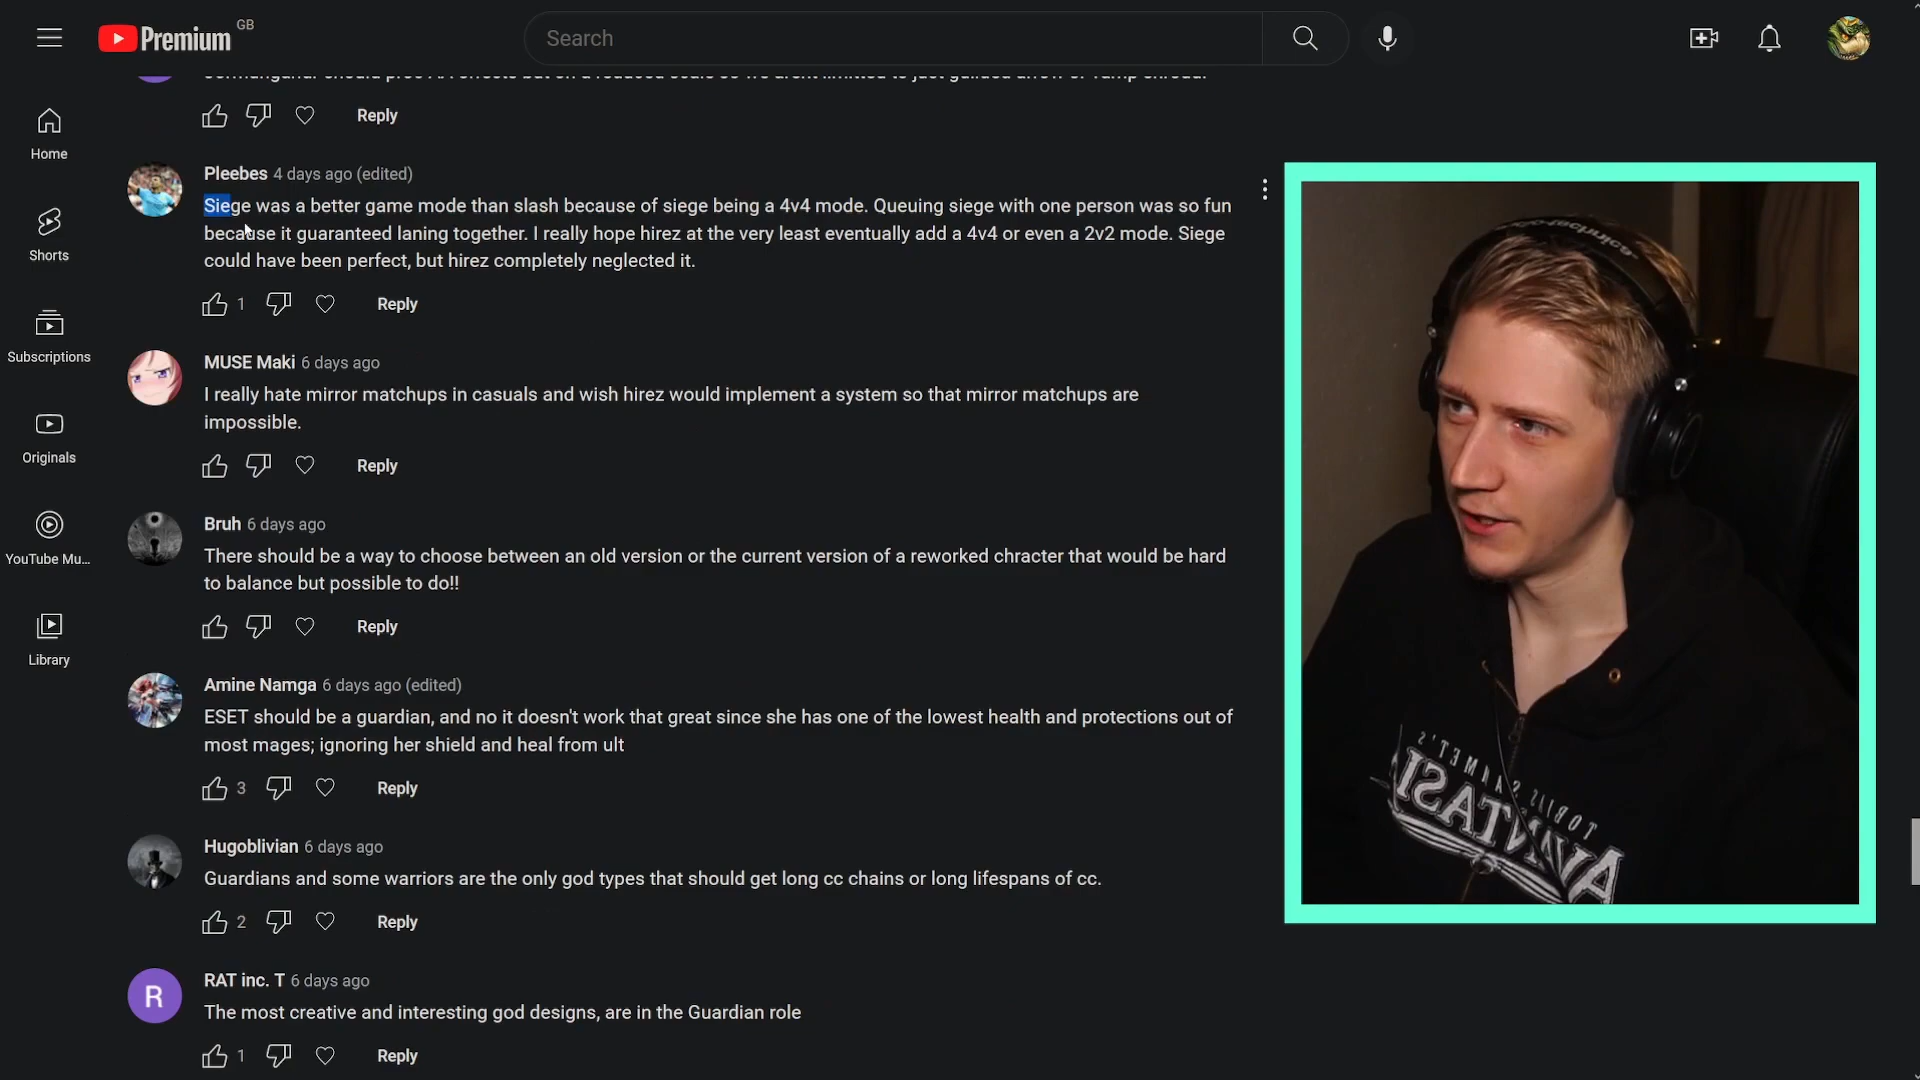 Premium GB
Search
Home
Shorts
Subscriptions
Originals
YouTube Mu...
Library
Reply
Pleebes 4 days ago (edited)
Siege was a better game mode than slash because of siege being a 4v4 mode. Queuing siege with one person was so fun
because it guaranteed laning together. I really hope hirez at the very least eventually add a 4v4 or even a 2v2 mode. Siege
could have been perfect, but hirez completely neglected it.
1 Reply
MUSE Maki 6 days ago
I really hate mirror matchups in casuals and wish hirez would implement a system so that mirror matchups are
impossible.
Reply
Bruh 6 days ago
There should be a way to choose between an old version or the current version of a reworked chracter that would be hard
to balance but possible to do!!
Reply
Amine Namga 6 days ago (edited)
ESET should be a guardian, and no it doesn't work that great since she has one of the lowest health and protections out of
most mages; ignoring her shield and heal from ult
3 Reply
Hugoblivian 6 days ago
Guardians and some warriors are the only god types that should get long cc chains or long lifespans of cc.
2 Reply
R
RAT inc. T 6 days ago
The most creative and interesting god designs, are in the Guardian role
1 Reply